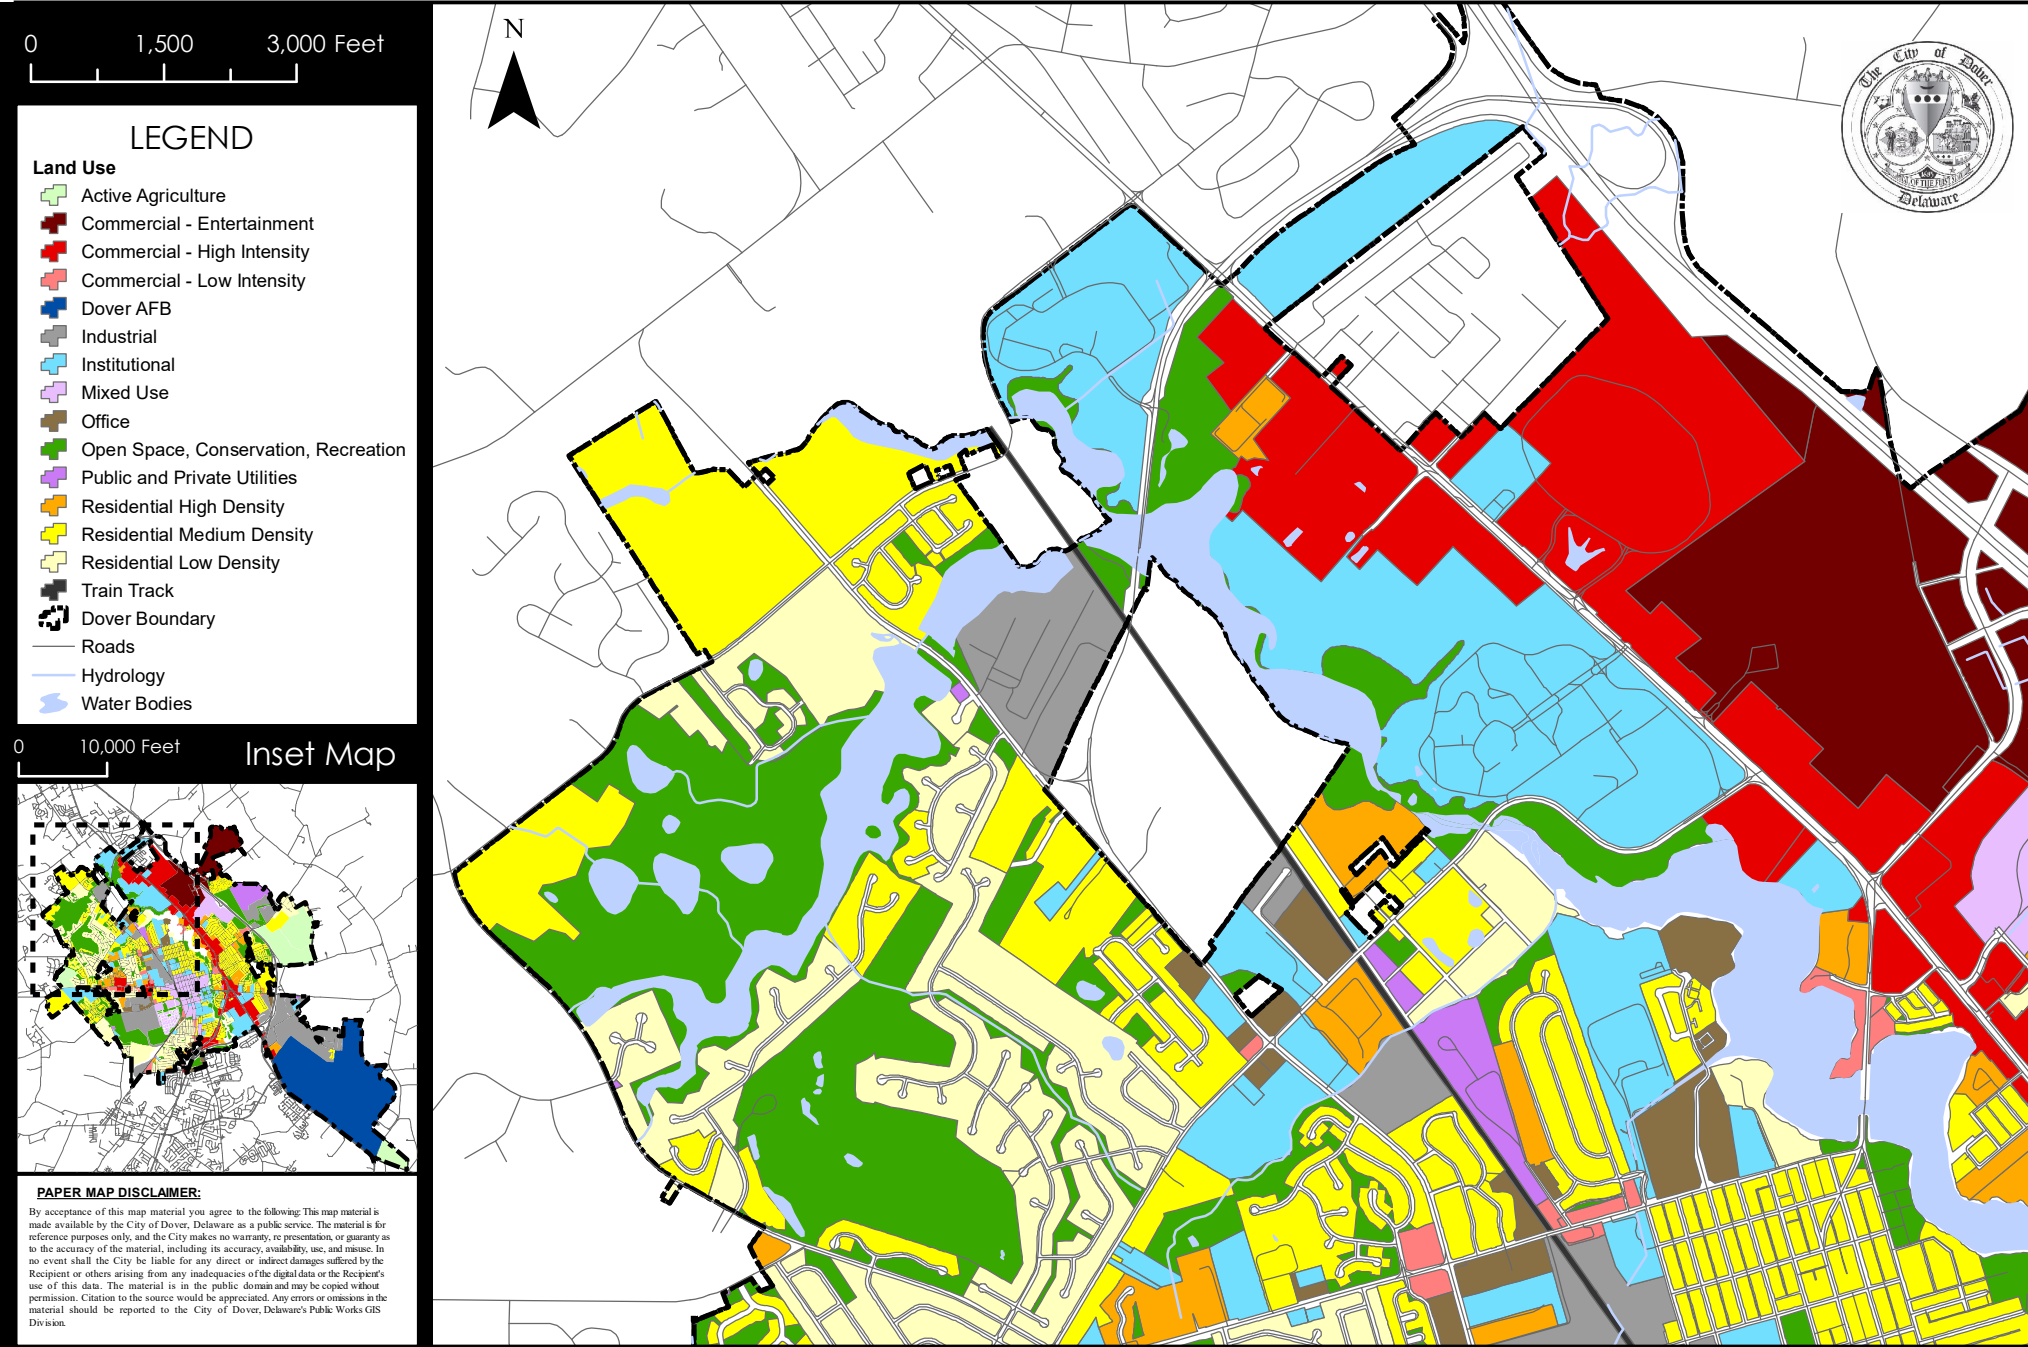 0 1,500 3,000 Feet
LEGEND
Land Use
Active Agriculture
Commercial - Entertainment
Commercial - High Intensity
Commercial - Low Intensity
Dover AFB
Industrial
Institutional
Mixed Use
Office
Open Space, Conservation, Recreation
Public and Private Utilities
Residential High Density
Residential Medium Density
Residential Low Density
Train Track
Dover Boundary
Roads
Hydrology
Water Bodies
0 10,000 Feet
Inset Map
PAPER MAP DISCLAIMER:
By acceptance of this map material you agree to the following: This map material is
made available by the City of Dover, Delaware as a public service. The material is for
reference purposes only, and the City makes no warranty, re presentation, or guaranty as
to the accuracy of the material, including its accuracy, availability, use, and misuse. In
no event shall the City be liable for any direct or indirect damages suffered by the
Recipient or others arising from any inadequacies of the digital data or the Recipient's
use of this data. The material is in the public domain and may be copied without
permission. Citation to the source would be appreciated. Any errors or omissions in the
material should be reported to the City of Dover, Delaware's Public Works GIS
Division.
N
The City of Dover
Delaware